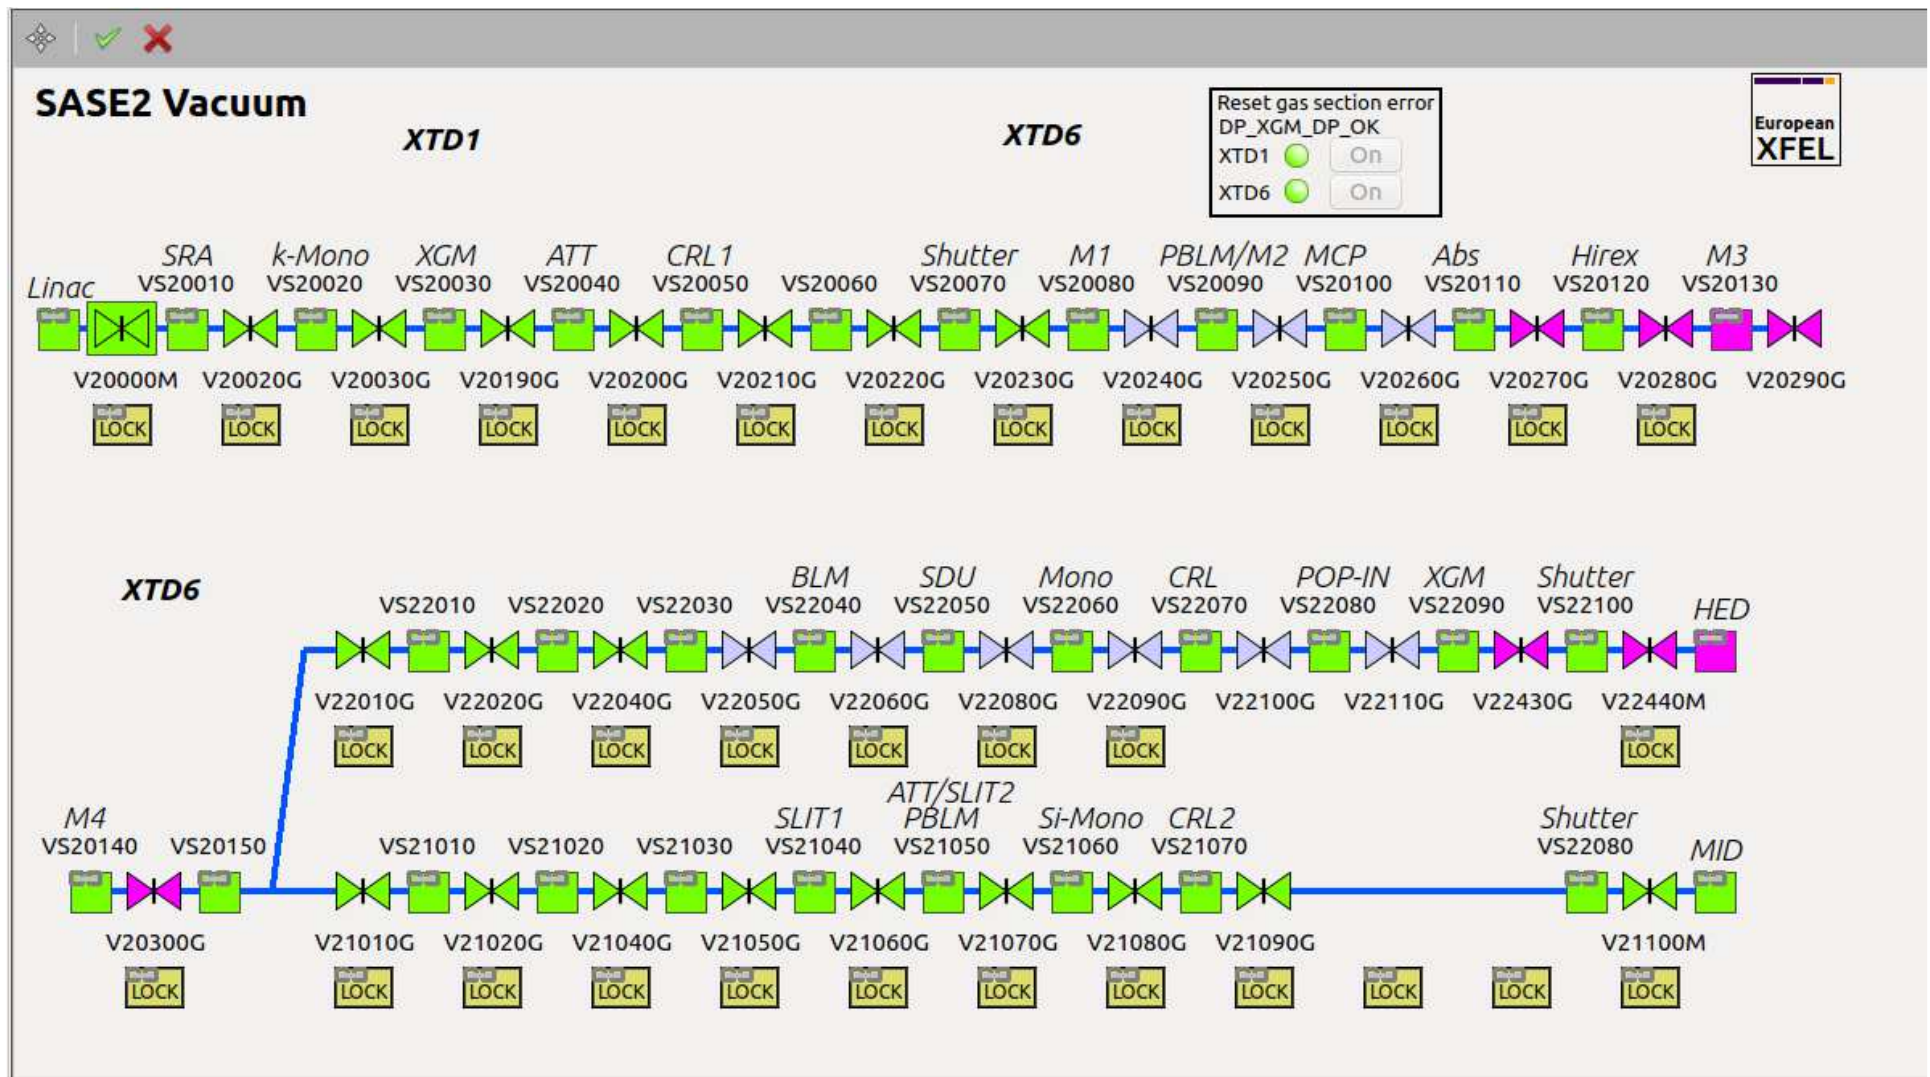 SASE2 Vacuum
XTD1
XTD6
Reset gas section error
DP_XGM_DP_OK
XTD1 On
XTD6 On
European
XFEL
SRA k-Mono XGM ATT CRL1 Shutter M1 PBLM/M2 MCP Abs Hirex M3
Linac VS20010 VS20020 VS20030 VS20040 VS20050 VS20060 VS20070 VS20080 VS20090 VS20100 VS20110 VS20120 VS20130
V20000M V20020G V20030G V20190G V20200G V20210G V20220G V20230G V20240G V20250G V20260G V20270G V20280G V20290G
LOCK LOCK LOCK LOCK LOCK LOCK LOCK LOCK LOCK LOCK LOCK LOCK LOCK
XTD6
BLM SDU Mono CRL POP-IN XGM Shutter
VS22010 VS22020 VS22030 VS22040 VS22050 VS22060 VS22070 VS22080 VS22090 VS22100 HED
V22010G V22020G V22040G V22050G V22060G V22080G V22090G V22100G V22110G V22430G V22440M
LOCK LOCK LOCK LOCK LOCK LOCK LOCK LOCK
ATT/SLIT2
M4 SLIT1 PBLM Si-Mono CRL2 Shutter
VS20140 VS20150 VS21010 VS21020 VS21030 VS21040 VS21050 VS21060 VS21070 VS22080 MID
V20300G V21010G V21020G V21040G V21050G V21060G V21070G V21080G V21090G V21100M
LOCK LOCK LOCK LOCK LOCK LOCK LOCK LOCK LOCK LOCK LOCK LOCK